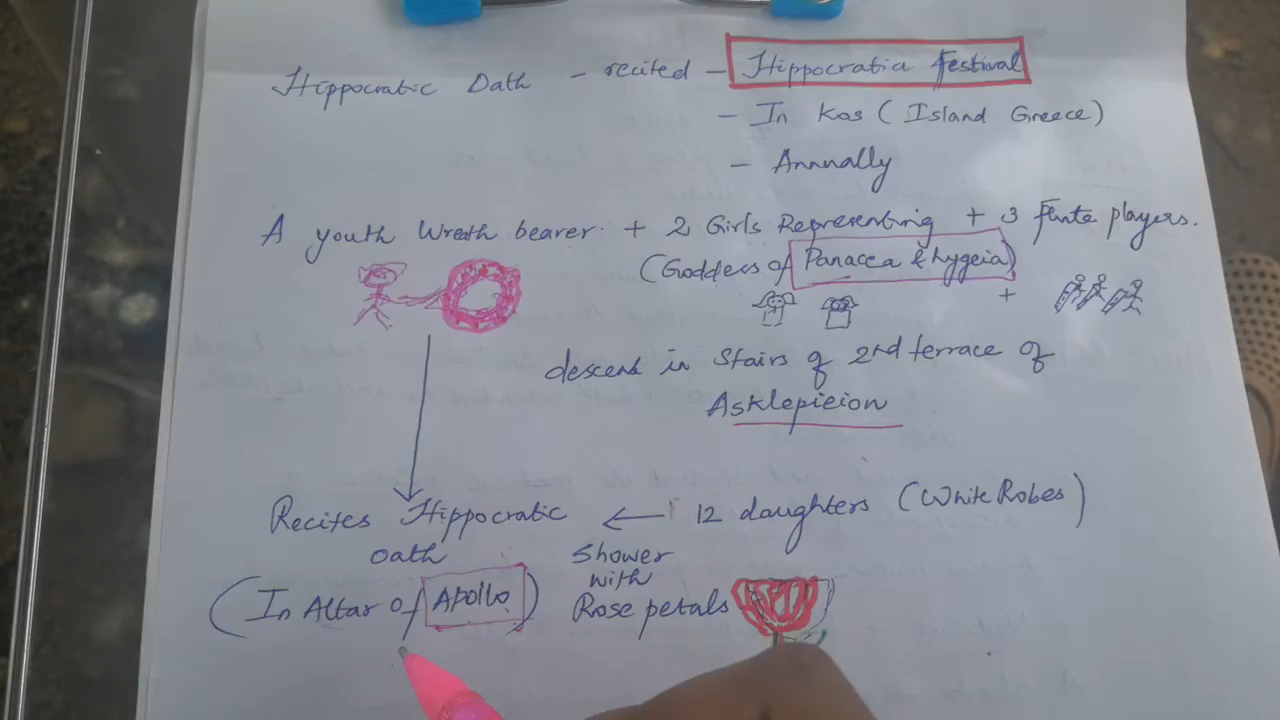 Hippocratic Oath - recited - Hippocratia festival
- In Kos (Island Greece)
- Annually
A youth Wreath bearer. + 2 Girls Representing + 3 flute players.
(Goddess of Panacea & hygeia)
+
descend in Stairs of 2nd terrace of
Asklepieion
Recites Hippocratic ← 12 daughters (White Robes)
oath Shower
with
(In Altar of Apollo) Rose petals